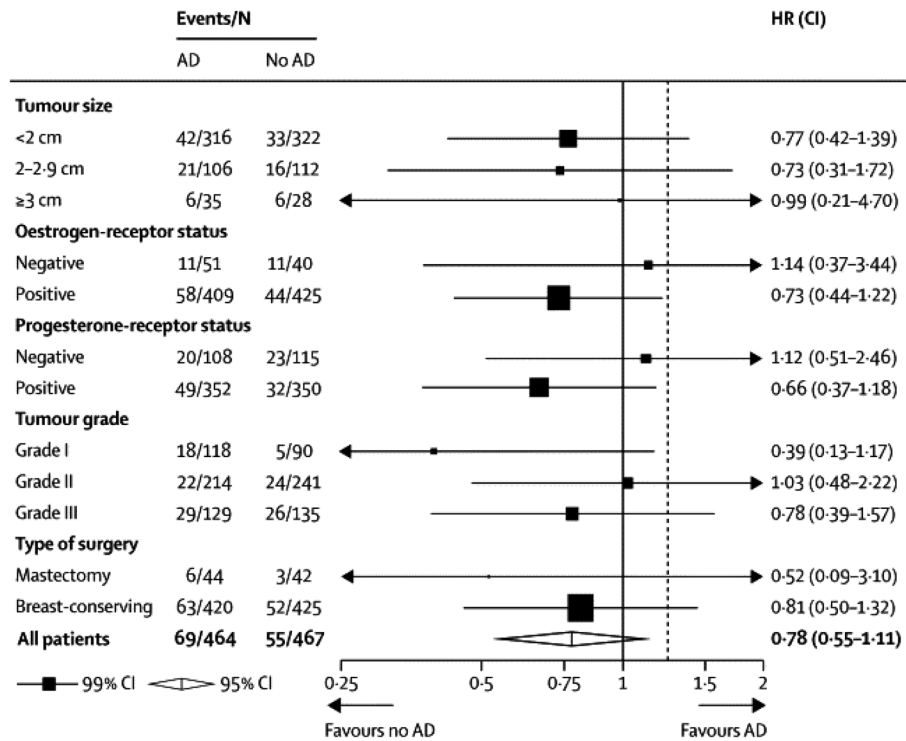 Events/N HR (CI)
AD No AD
Tumour size
<2 cm 42/316 33/322 0·77 (0·42–1·39)
2–2·9 cm 21/106 16/112 0·73 (0·31–1·72)
≥3 cm 6/35 6/28 0·99 (0·21–4·70)
Oestrogen-receptor status
Negative 11/51 11/40 1·14 (0·37–3·44)
Positive 58/409 44/425 0·73 (0·44–1·22)
Progesterone-receptor status
Negative 20/108 23/115 1·12 (0·51–2·46)
Positive 49/352 32/350 0·66 (0·37–1·18)
Tumour grade
Grade I 18/118 5/90 0·39 (0·13–1·17)
Grade II 22/214 24/241 1·03 (0·48–2·22)
Grade III 29/129 26/135 0·78 (0·39–1·57)
Type of surgery
Mastectomy 6/44 3/42 0·52 (0·09–3·10)
Breast-conserving 63/420 52/425 0·81 (0·50–1·32)
All patients 69/464 55/467 0·78 (0·55–1·11)
99% CI 95% CI
0·25 0·5 0·75 1 1·5 2
Favours no AD Favours AD